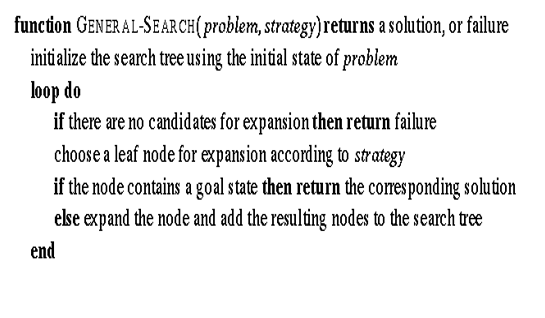 function GENERAL-SEARCH(problem, strategy) returns a solution, or failure
initialize the search tree using the initial state of problem
loop do
if there are no candidates for expansion then return failure
choose a leaf node for expansion according to strategy
if the node contains a goal state then return the corresponding solution
else expand the node and add the resulting nodes to the search tree
end